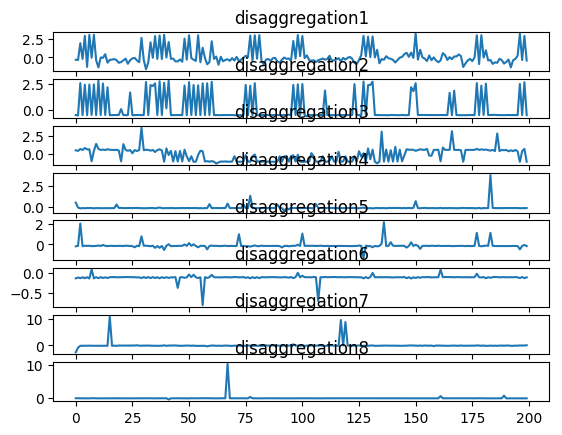 disaggregation1
2.5
0.0
disaggregation2
2.5
0.0
disaggregation3
2.5
0.0
disaggregation4
2.5
0.0
disaggregation5
2
0
disaggregation6
0.0
−0.5
disaggregation7
10
0
disaggregation8
10
0
0 25 50 75 100 125 150 175 200